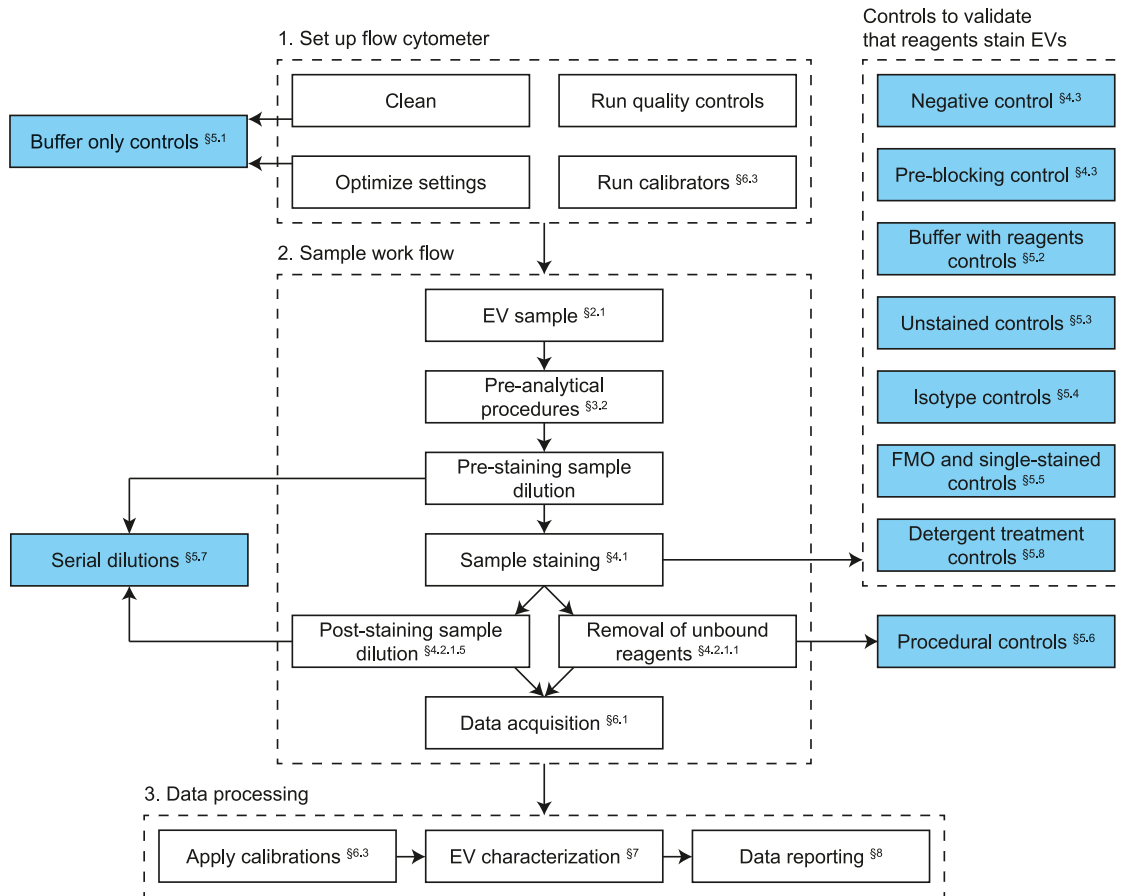 1. Set up flow cytometer
Clean
Run quality controls
Buffer only controls §5.1
Optimize settings
Run calibrators §6.3
2. Sample work flow
EV sample §2.1
Pre-analytical
procedures §3.2
Pre-staining sample
dilution
Serial dilutions §5.7
Sample staining §4.1
Post-staining sample
dilution §4.2.1.5
Removal of unbound
reagents §4.2.1.1
Data acquisition §6.1
Controls to validate
that reagents stain EVs
Negative control §4.3
Pre-blocking control §4.3
Buffer with reagents
controls §5.2
Unstained controls §5.3
Isotype controls §5.4
FMO and single-stained
controls §5.5
Detergent treatment
controls §5.8
Procedural controls §5.6
3. Data processing
Apply calibrations §6.3
EV characterization §7
Data reporting §8